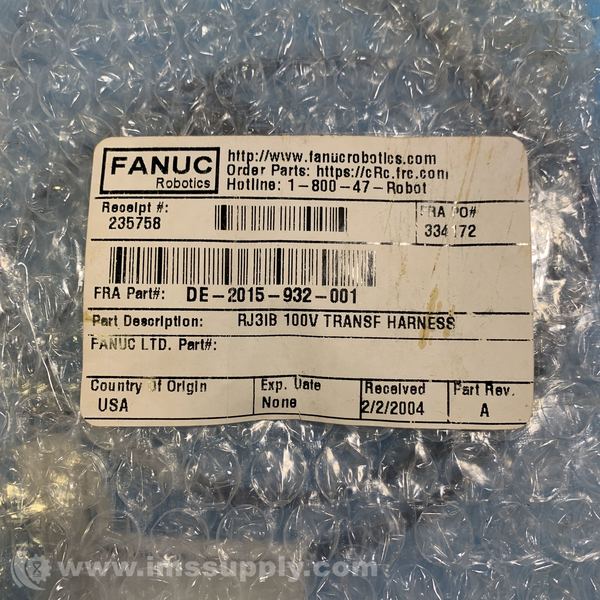 FANUC
Robotics
http://www.fanucrobotics.com
Order Parts: https://cRc.frc.com
Hotline: 1-800-47-Robot
Receipt #:
235758
FRA PO#
334172
FRA Part#: DE-2015-932-001
Part Description: RJ3IB 100V TRANSF HARNESS
FANUC LTD. Part#:
Country Of Origin
USA
Exp. Date
None
Received
2/2/2004
Part Rev.
A
www.imssupply.com